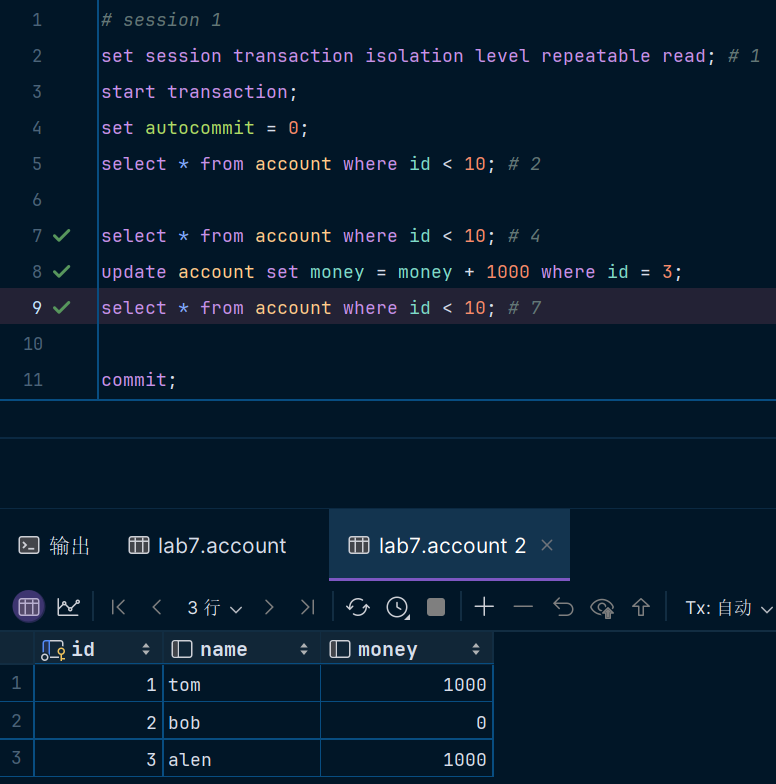 1 # session 1
2 set session transaction isolation level repeatable read; # 1
3 start transaction;
4 set autocommit = 0;
5 select * from account where id < 10; # 2
6
7 select * from account where id < 10; # 4
8 update account set money = money + 1000 where id = 3;
9 select * from account where id < 10; # 7
10
11 commit;
输出 lab7.account lab7.account 2
3 行 Tx: 自动
id name money
1 1 tom 1000
2 2 bob 0
3 3 alen 1000